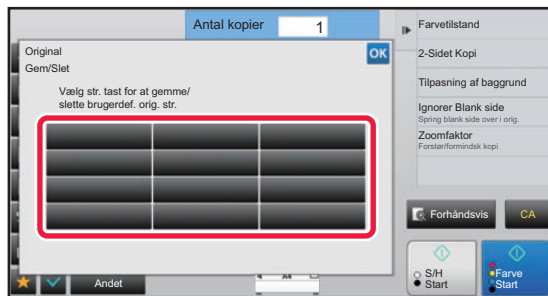 Antal kopier 1
Original
Gem/Slet
OK
Vælg str. tast for at gemme/
slette brugerdef. orig. str.
Farvetilstand
2-Sidet Kopi
Tilpasning af baggrund
Ignorer Blank side
Spring blank side over i orig.
Zoomfaktor
Forstør/formindsk kopi
Forhåndsvis
CA
S/H
Start
Farve
Start
Andet
A4